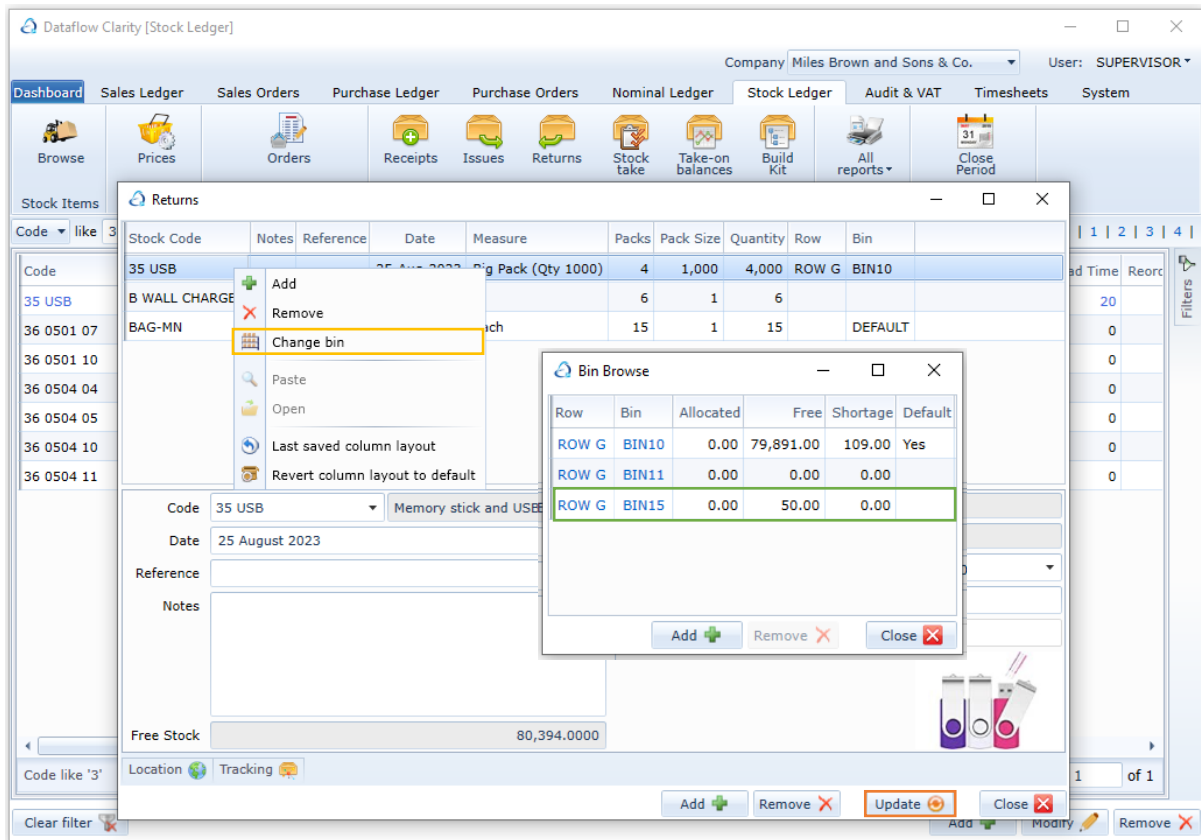 Dataflow Clarity [Stock Ledger]
Company Miles Brown and Sons & Co. User: SUPERVISOR
Dashboard Sales Ledger Sales Orders Purchase Ledger Purchase Orders Nominal Ledger Stock Ledger Audit & VAT Timesheets System
Browse Prices Orders Receipts Issues Returns Stock take Take-on balances Build Kit All reports Close Period
31
Stock Items
Code like 3 | 1 | 2 | 3 | 4 |
Code
35 USB
36 0501 07
36 0501 10
36 0504 04
36 0504 05
36 0504 10
36 0504 11
ad Time Reorc
20
0
0
0
0
0
0
Filters
Returns
Stock Code Notes Reference Date Measure Packs Pack Size Quantity Row Bin
35 USB 25 Aug 2023 Big Pack (Qty 1000) 4 1,000 4,000 ROW G BIN10
B WALL CHARGE 6 1 6
BAG-MN ach 15 1 15 DEFAULT
Add
Remove
Change bin
Paste
Open
Last saved column layout
Revert column layout to default
Bin Browse
Row Bin Allocated Free Shortage Default
ROW G BIN10 0.00 79,891.00 109.00 Yes
ROW G BIN11 0.00 0.00 0.00
ROW G BIN15 0.00 50.00 0.00
Add Remove Close
Code 35 USB Memory stick and USB
Date 25 August 2023
Reference
Notes
Free Stock 80,394.0000
Location Tracking
Add Remove Update Close
Code like '3' 1 of 1
Clear filter Add Modify Remove